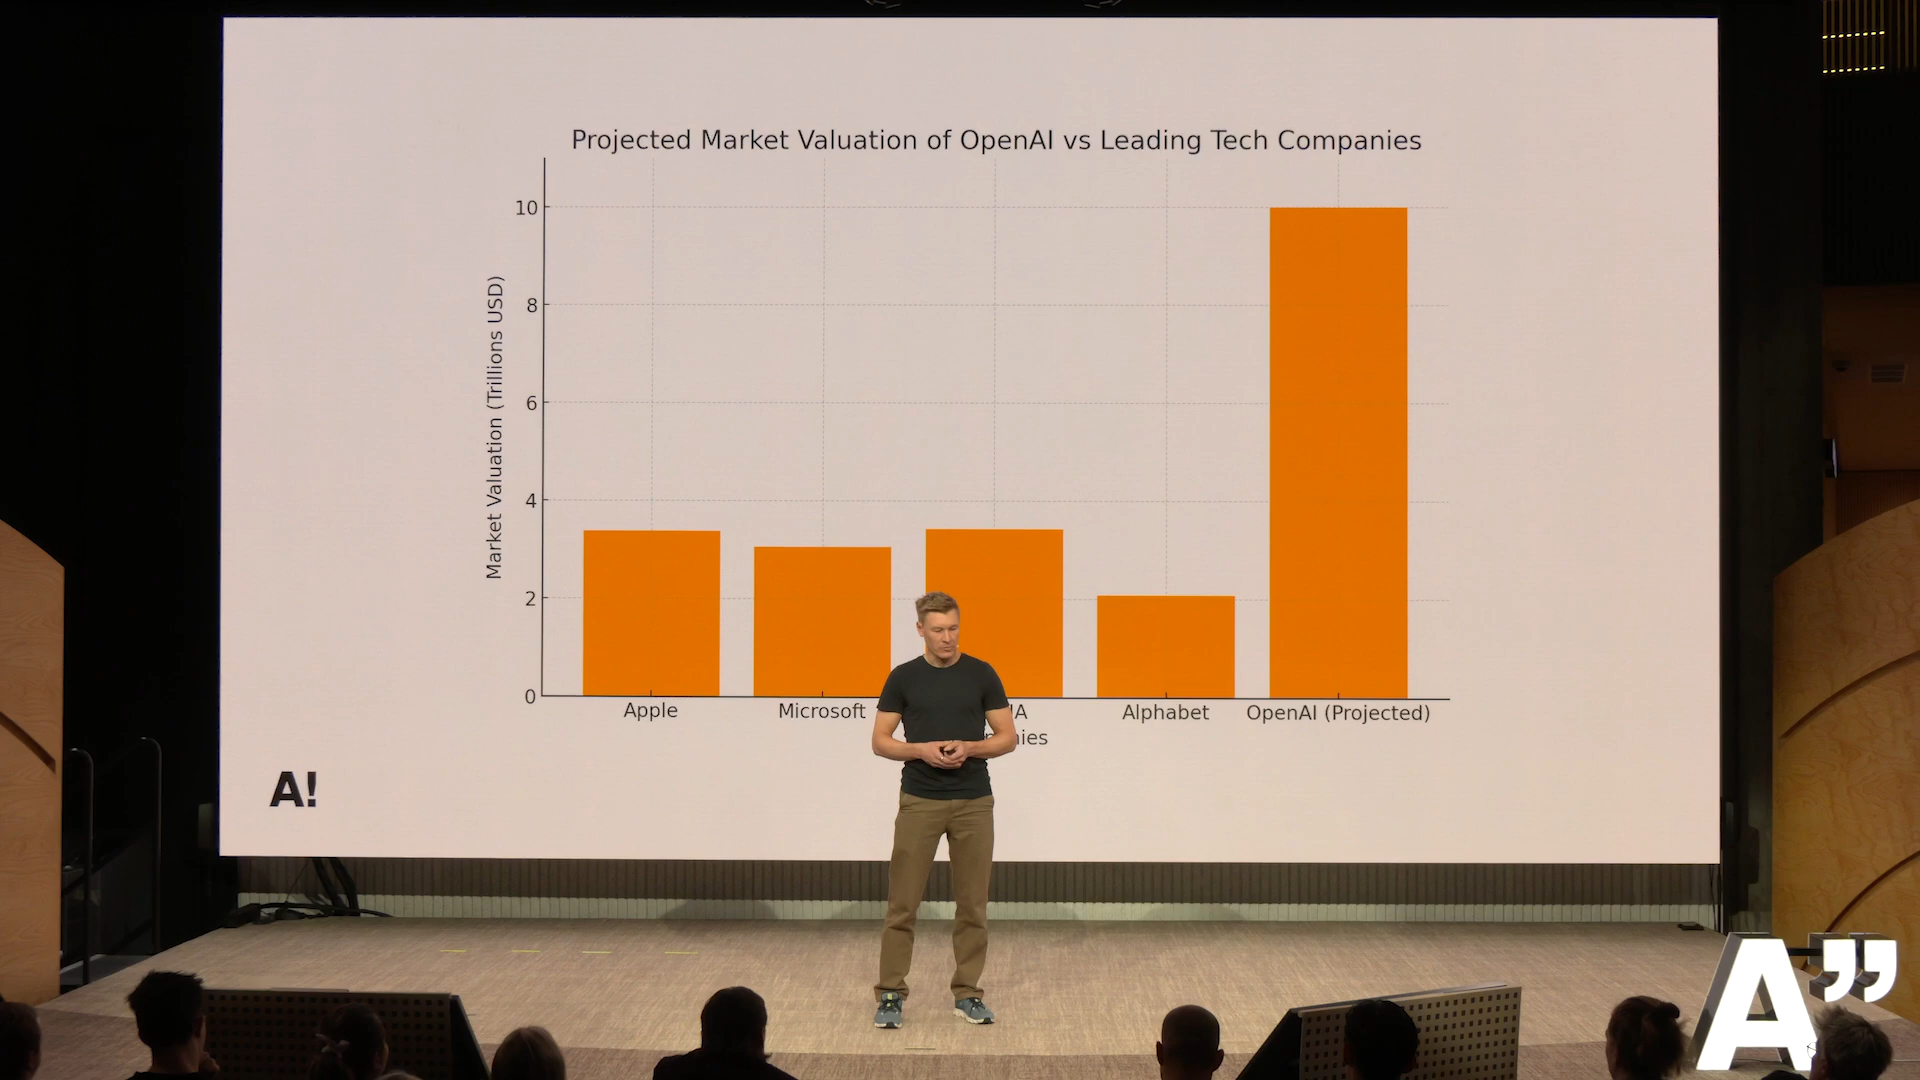 Projected Market Valuation of OpenAI vs Leading Tech Companies
Market Valuation (Trillions USD)
10
8
6
4
2
0
Apple Microsoft Alphabet OpenAI (Projected)
A!
A”